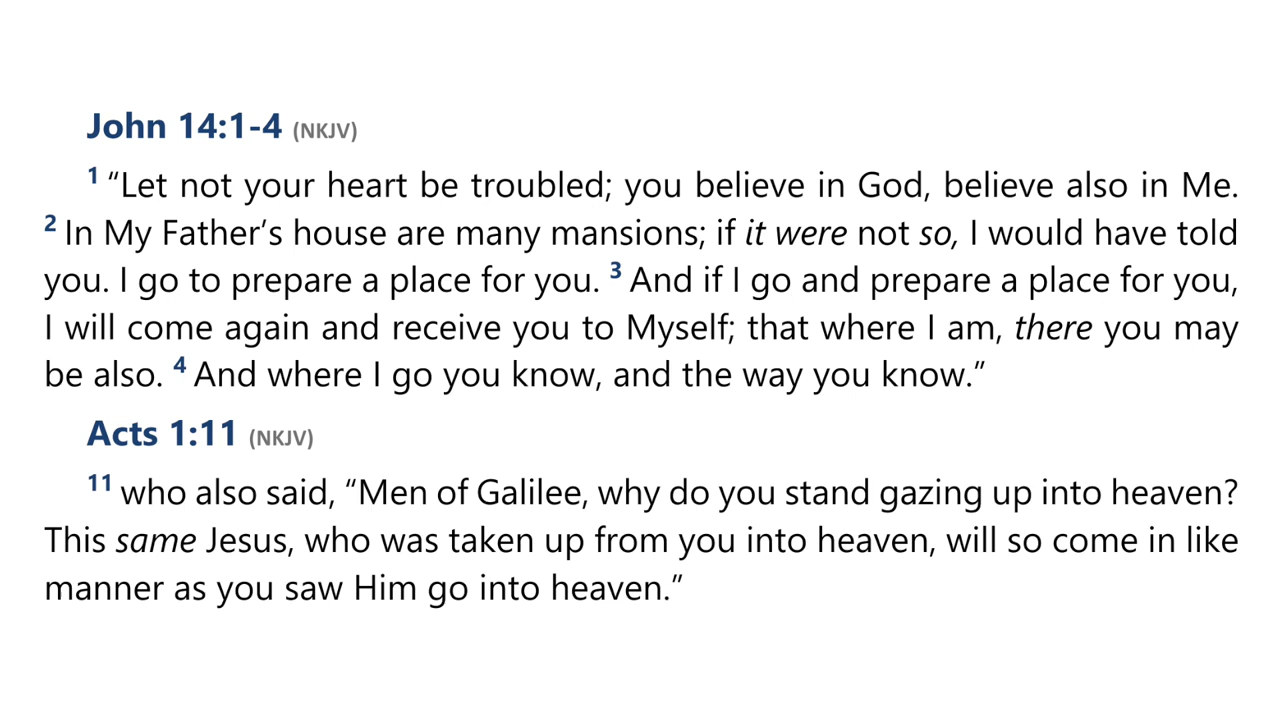 John 14:1-4 (NKJV)
1 “Let not your heart be troubled; you believe in God, believe also in Me.
2 In My Father’s house are many mansions; if it were not so, I would have told
you. I go to prepare a place for you. 3 And if I go and prepare a place for you,
I will come again and receive you to Myself; that where I am, there you may
be also. 4 And where I go you know, and the way you know.”
Acts 1:11 (NKJV)
11 who also said, “Men of Galilee, why do you stand gazing up into heaven?
This same Jesus, who was taken up from you into heaven, will so come in like
manner as you saw Him go into heaven.”